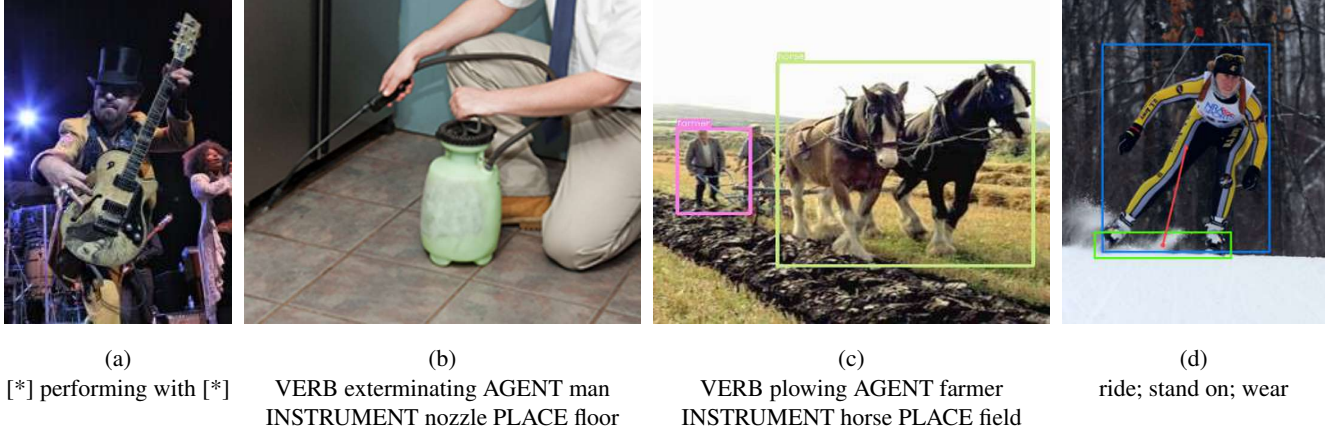 farmer
horse
(a)
[*] performing with [*]
(b)
VERB exterminating AGENT man
INSTRUMENT nozzle PLACE floor
(c)
VERB plowing AGENT farmer
INSTRUMENT horse PLACE field
(d)
ride; stand on; wear